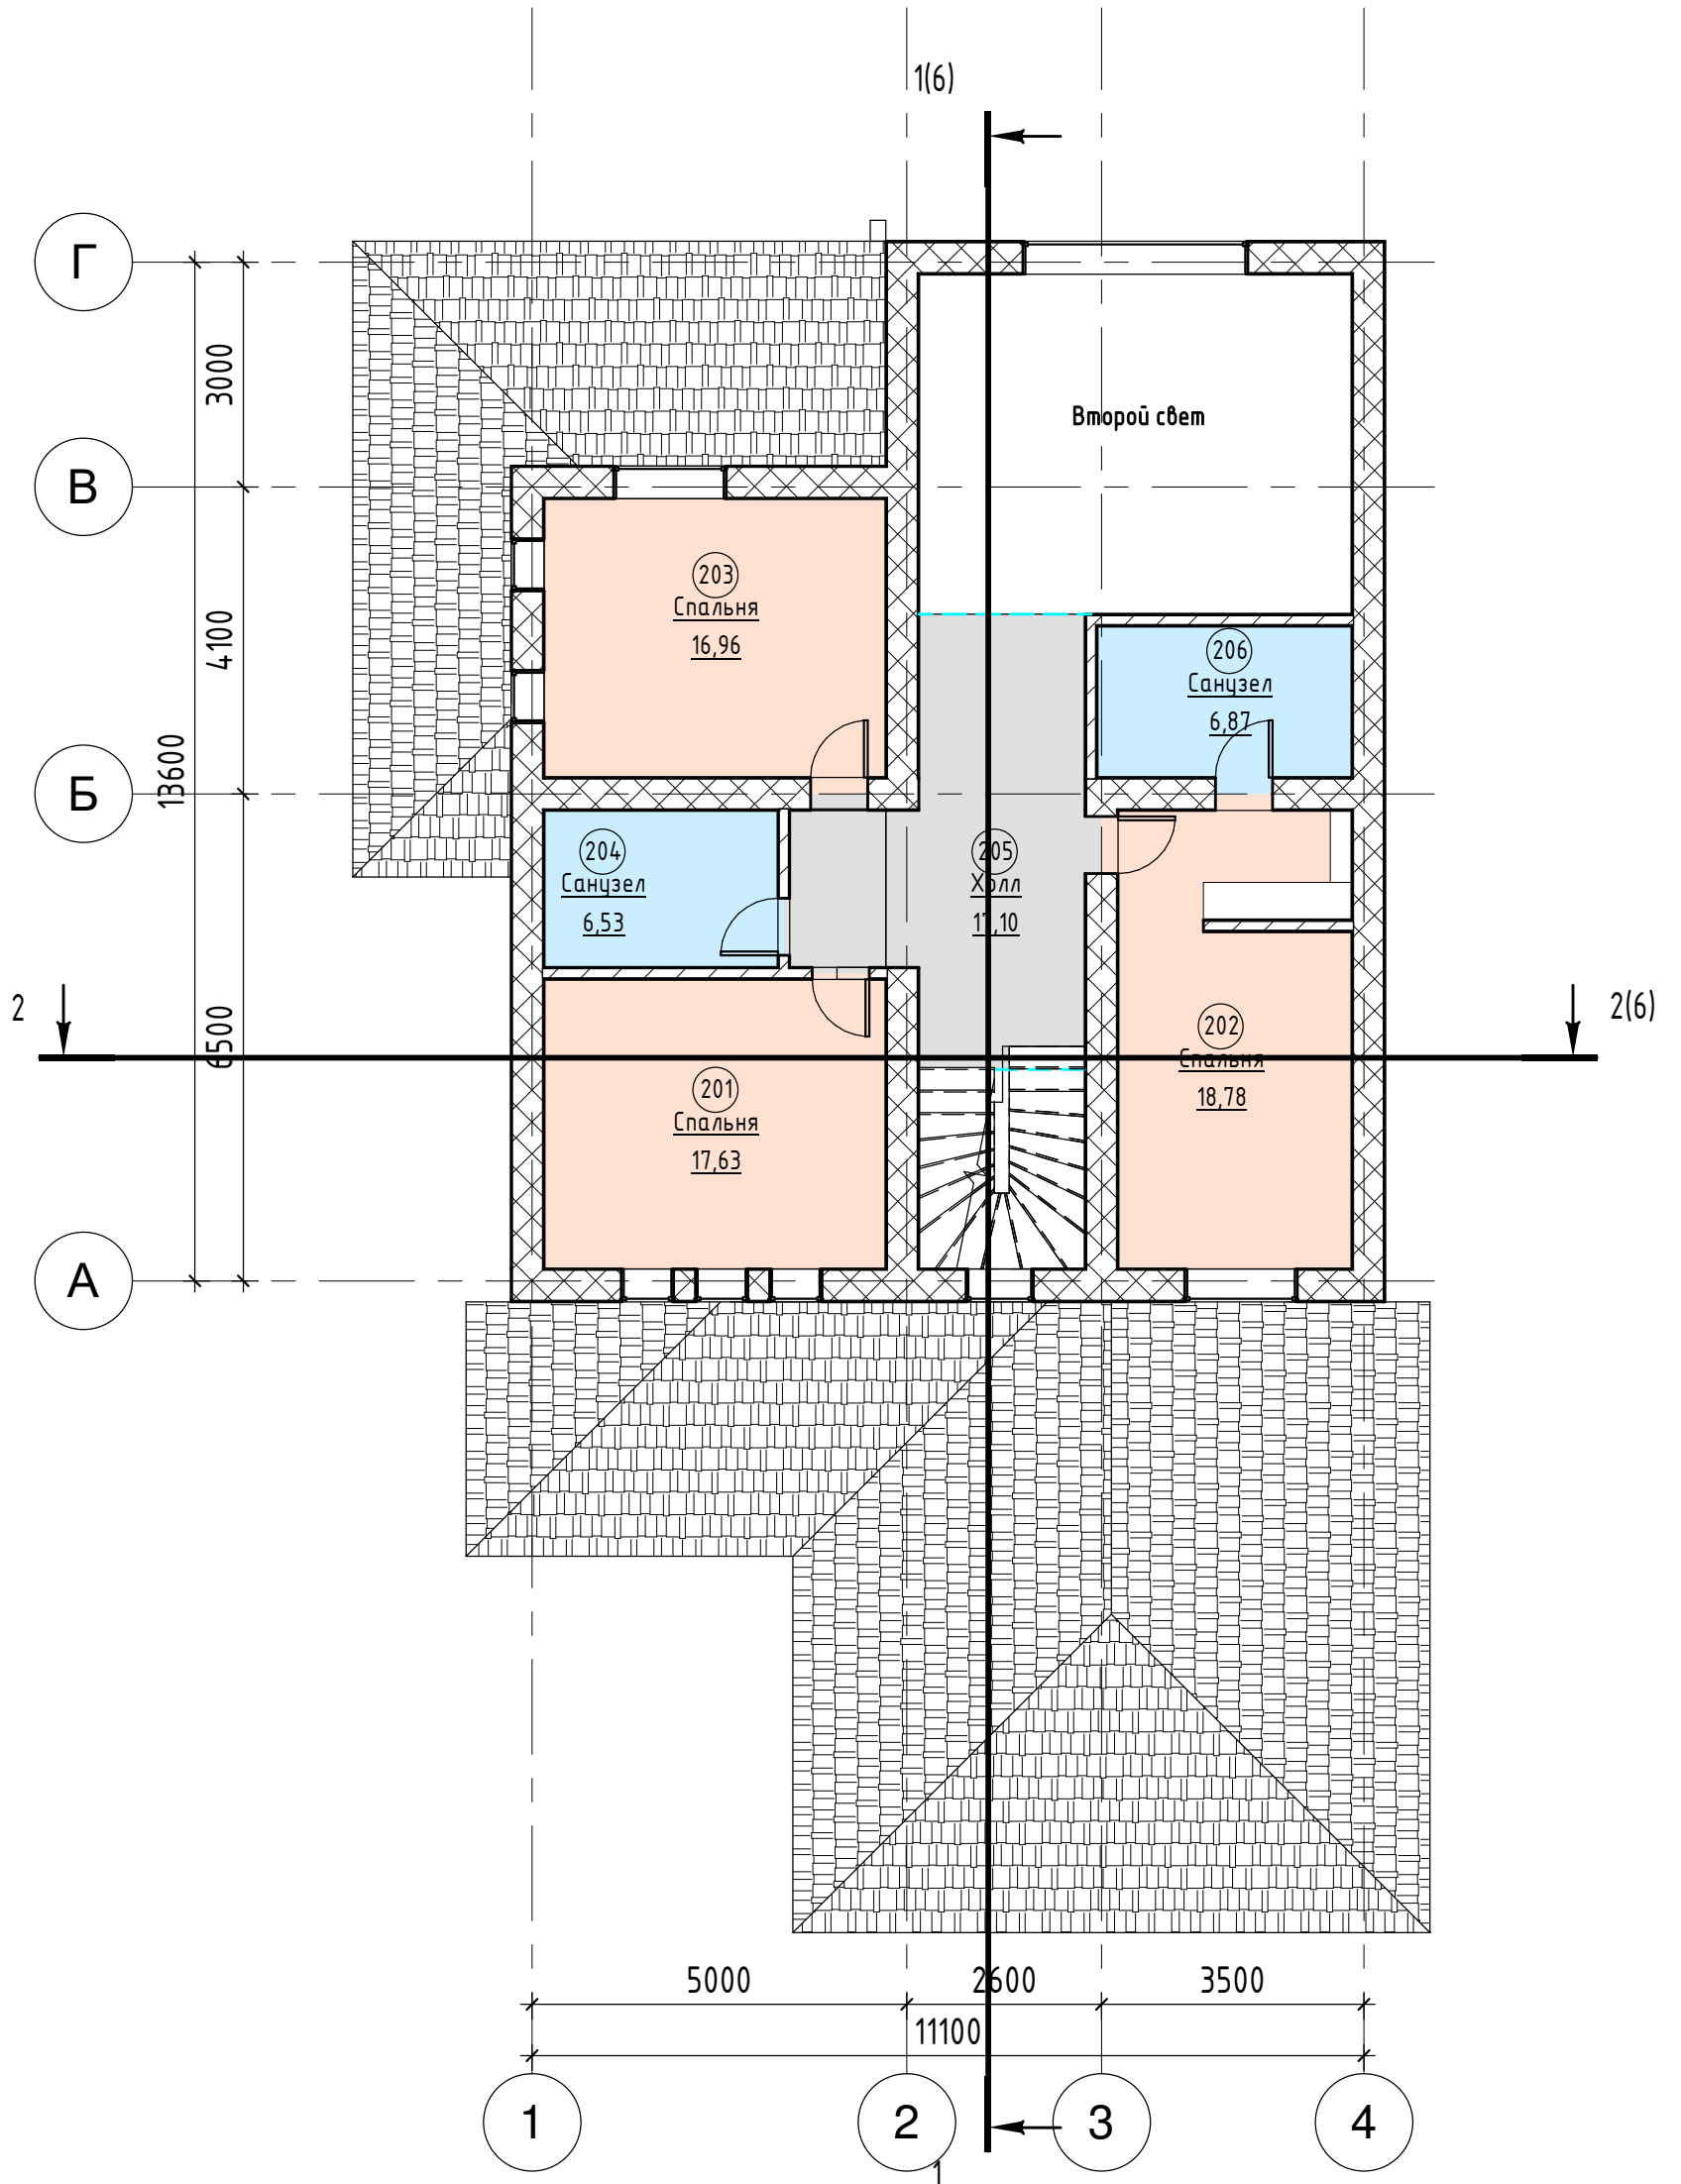 1(6)
Г
3000
Второй свет
В
203
Спальня
16,96
4100
206
Санузел
6,87
13600
Б
204
Санузел
6,53
205
Холл
17,10
2
6500
202
Спальня
18,78
2(6)
201
Спальня
17,63
А
5000
2600
3500
11100
1
2
3
4
1